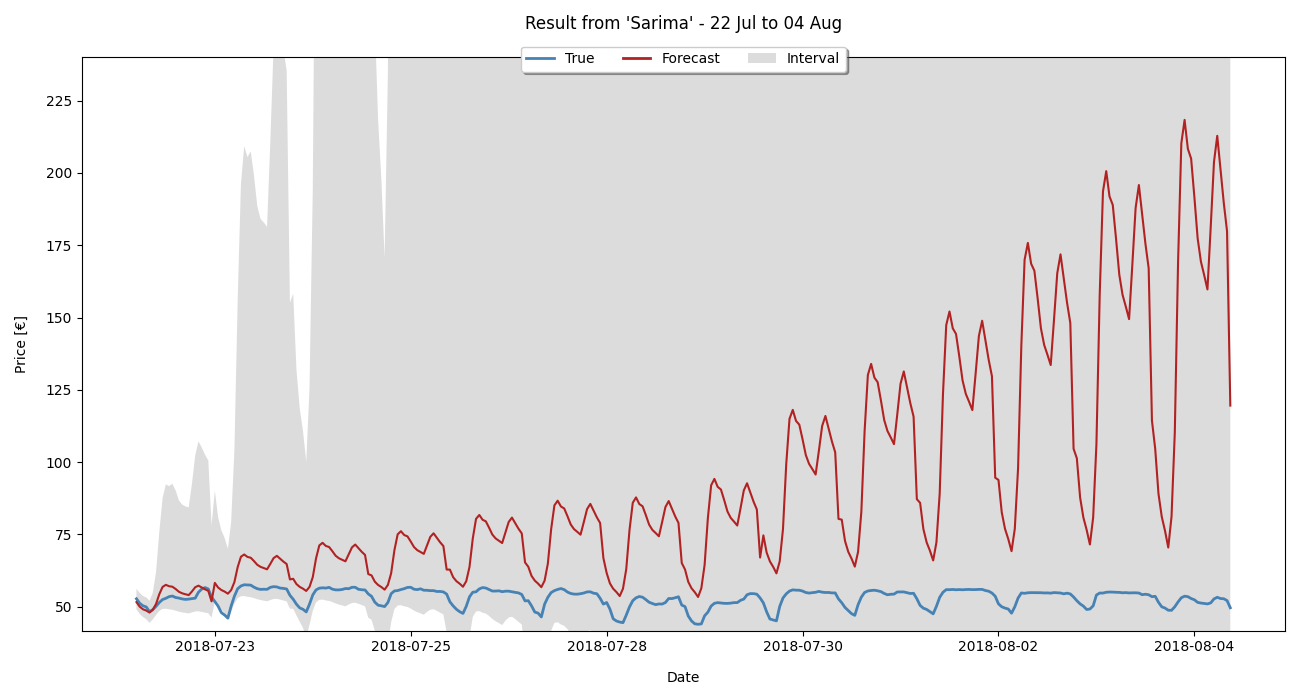 Result from 'Sarima' - 22 Jul to 04 Aug
True Forecast Interval
225
200
175
150
125
100
75
50
Price [€]
2018-07-23 2018-07-25 2018-07-28 2018-07-30 2018-08-02 2018-08-04
Date